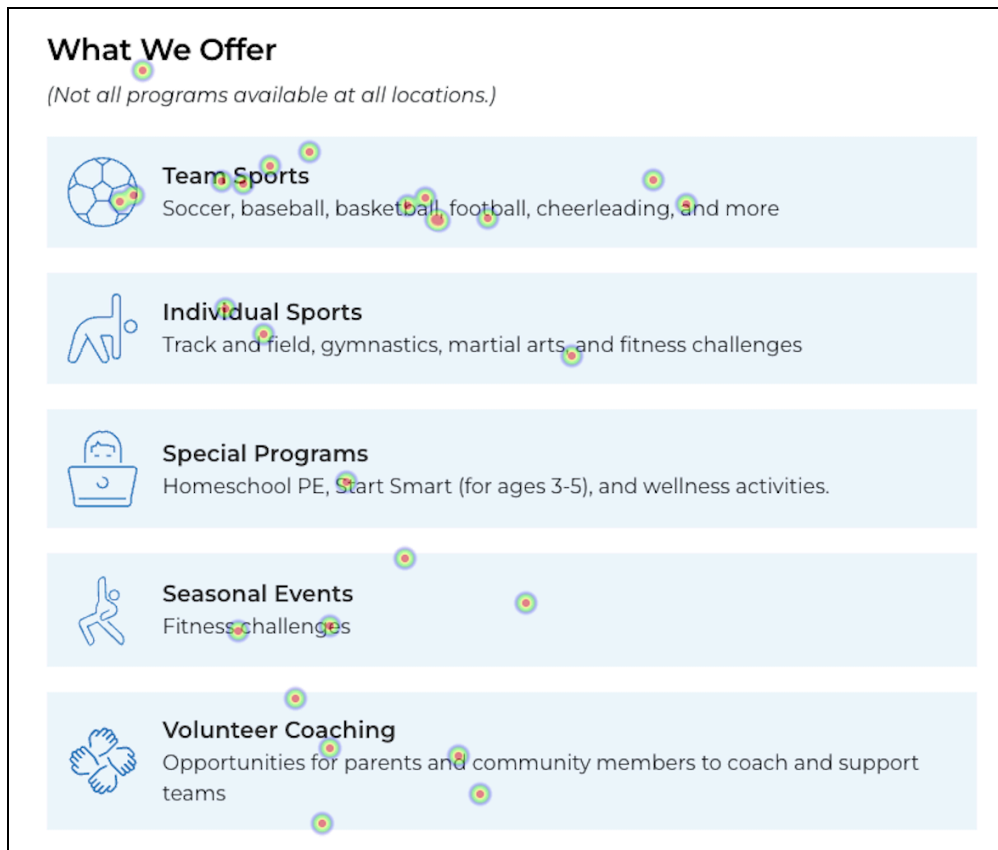 What We Offer
(Not all programs available at all locations.)
Team Sports
Soccer, baseball, basketball, football, cheerleading, and more
Individual Sports
Track and field, gymnastics, martial arts, and fitness challenges
Special Programs
Homeschool PE, Start Smart (for ages 3-5), and wellness activities.
Seasonal Events
Fitness challenges
Volunteer Coaching
Opportunities for parents and community members to coach and support
teams